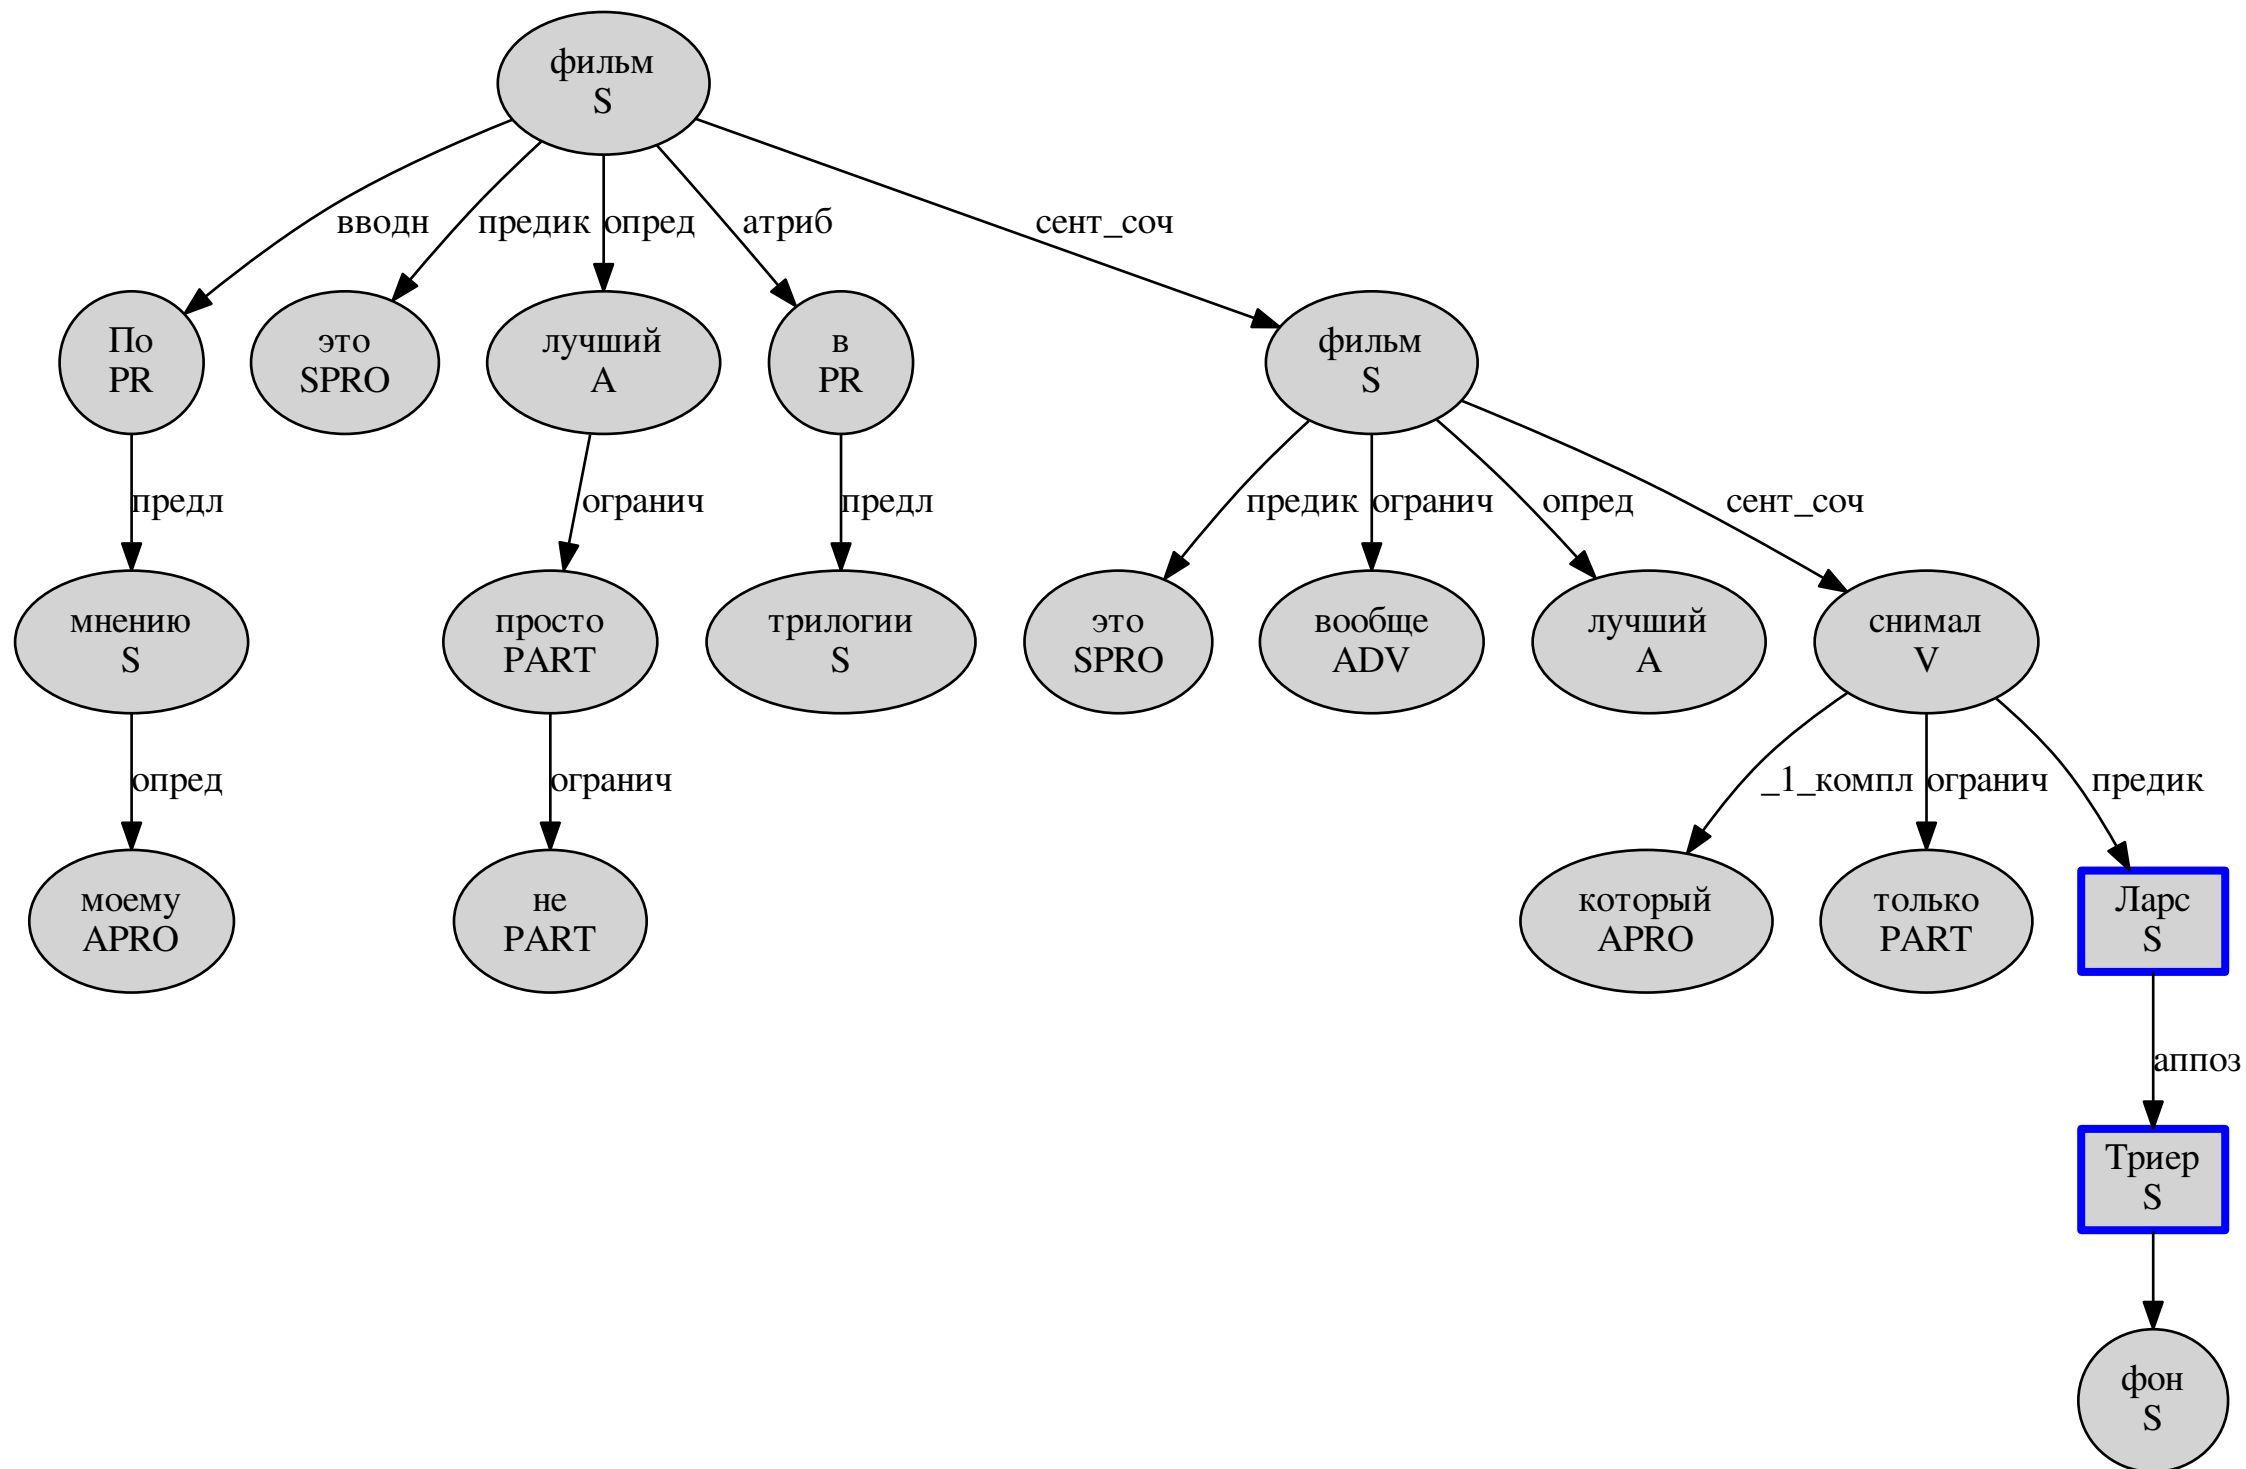 фильм
S
вводн
предик
опред
атриб
сент_соч
По
PR
это
SPRO
лучший
A
в
PR
фильм
S
предл
огранич
предл
предик
огранич
опред
сент_соч
мнению
S
просто
PART
трилогии
S
это
SPRO
вообще
ADV
лучший
A
снимал
V
опред
огранич
_1_компл
огранич
предик
моему
APRO
не
PART
который
APRO
только
PART
Ларс
S
аппоз
Триер
S
фон
S